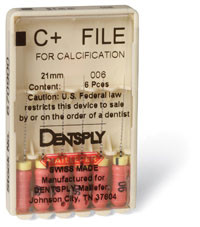 C+ FILE
FOR CALCIFICATION
21mm 006
Content: 6 Pces
Caution: U.S. Federal law
restricts this device to sale
by or on the order of a dentist
DENTSPLY
MAILLEFER
SWISS MADE
Manufactured for
DENTSPLY Maillefer
Johnson City, TN 37604